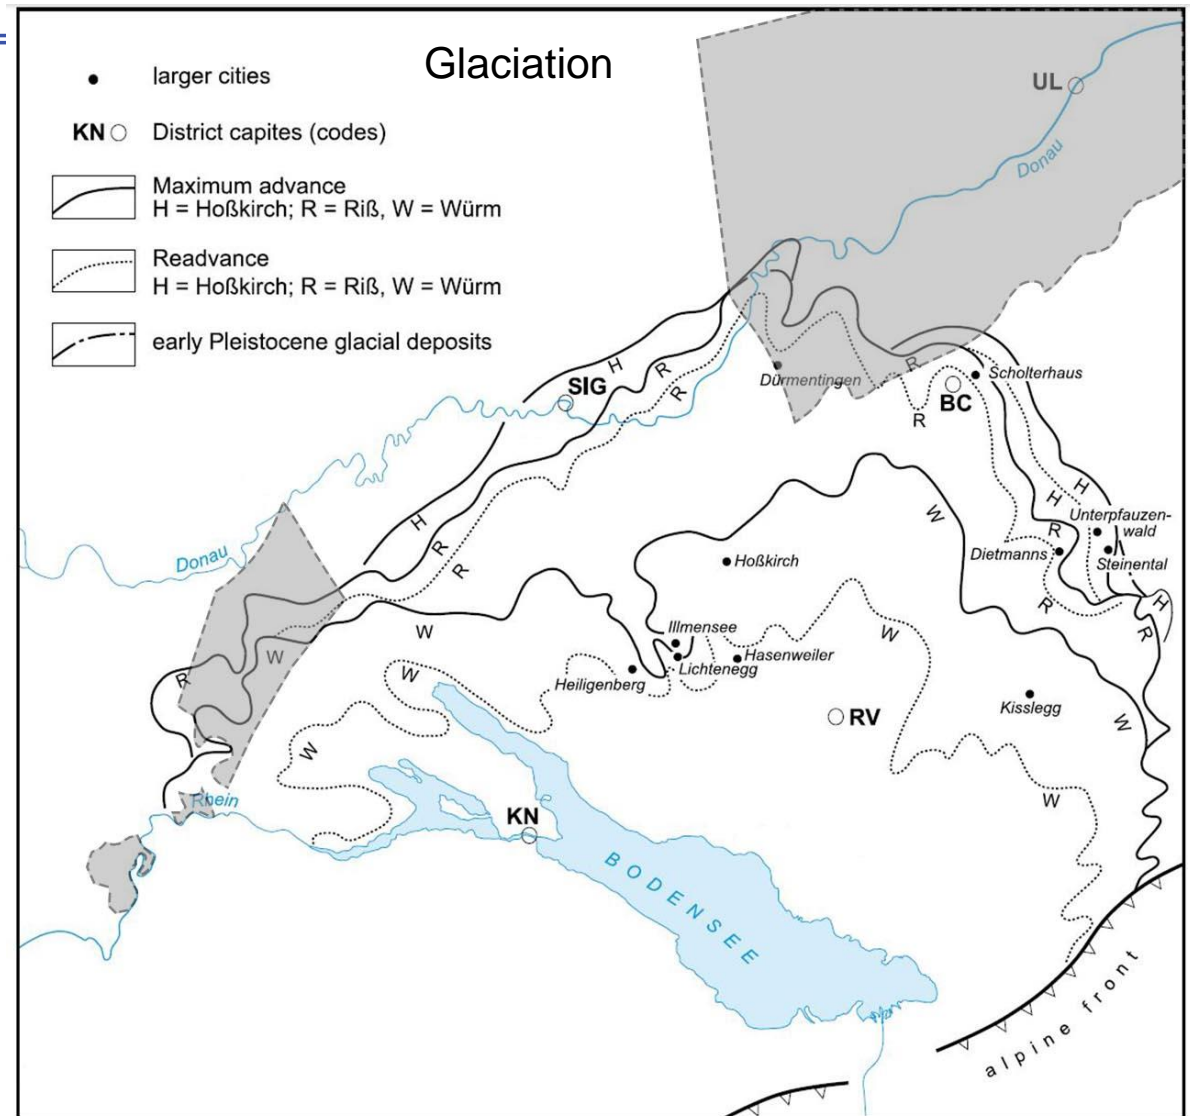 Glaciation
larger cities
KN District capites (codes)
Maximum advance
H = Hoßkirch; R = Riß, W = Würm
Readvance
H = Hoßkirch; R = Riß, W = Würm
early Pleistocene glacial deposits
UL
Donau
H
R
SIG
R
Dürmentingen
R
Scholterhaus
BC
R
H
H
W
H
R
Unterpfauzen-
wald
R
Dietmanns
Steinental
Donau
R
Hoßkirch
R
H
R
W
W
Illmensee
W
Hasenweiler
Lichtenegg
Heiligenberg
R
W
Kisslegg
RV
W
W
W
Rhein
KN
BODENSEE
alpine front